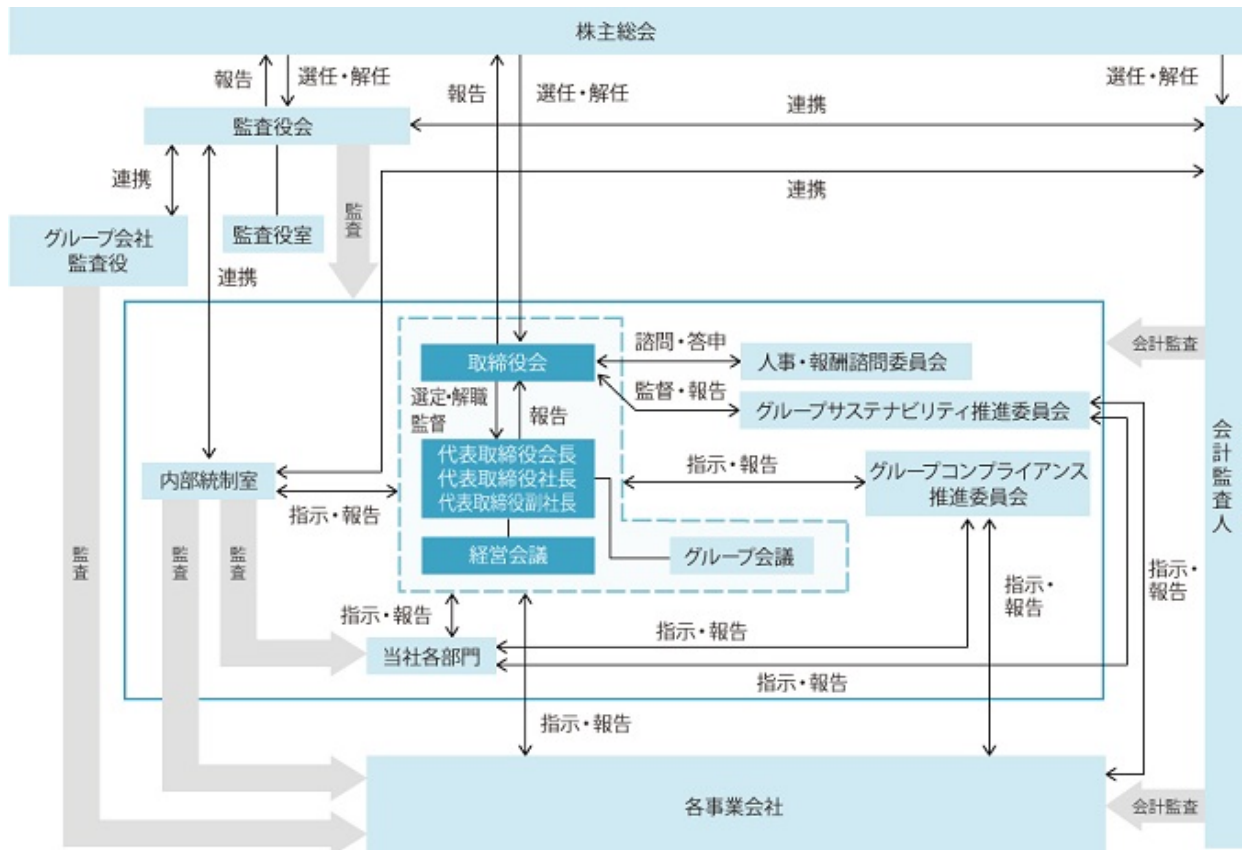 株主総会
報告
選任・解任
報告
選任・解任
選任・解任
監査役会
連携
連携
連携
監査
グループ会社
監査役
監査役室
連携
会計監査人
取締役会
諮問・答申
人事・報酬諮問委員会
会計監査
選定・解職
監督
報告
監督・報告
グループサステナビリティ推進委員会
代表取締役会長
代表取締役社長
代表取締役副社長
指示・報告
グループコンプライアンス
推進委員会
内部統制室
指示・報告
経営会議
グループ会議
監査
監査
監査
指示・
報告
指示・
報告
指示・報告
指示・報告
当社各部門
指示・報告
指示・報告
各事業会社
会計監査